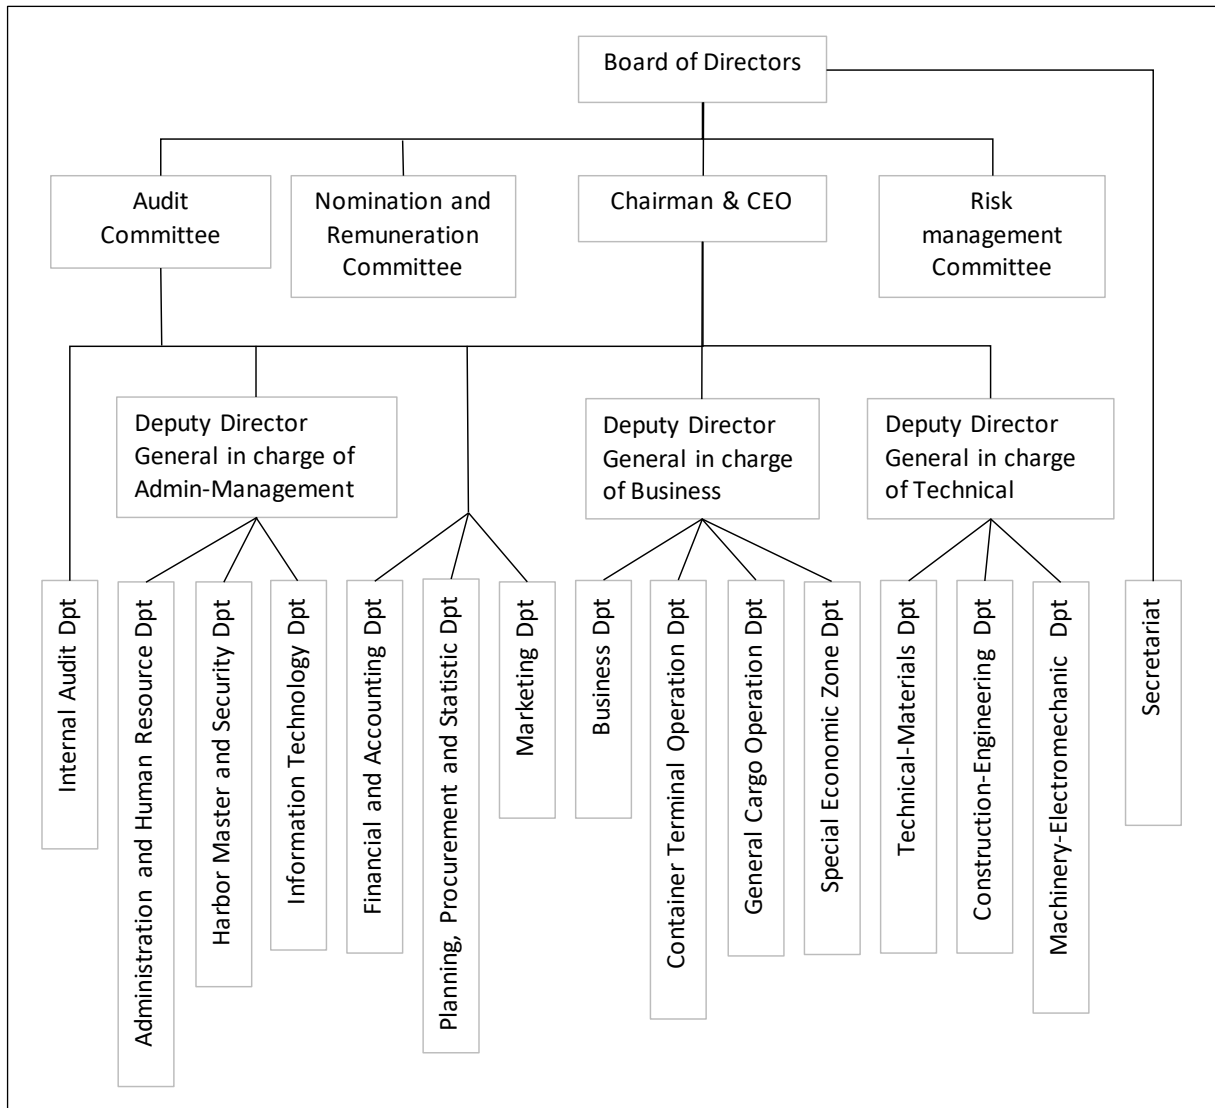 Board of Directors
Audit
Committee
Nomination and
Remuneration
Committee
Chairman & CEO
Risk
management
Committee
Deputy Director
General in charge of
Admin-Management
Deputy Director
General in charge
of Business
Deputy Director
General in charge
of Technical
Internal Audit Dpt
Administration and Human Resource Dpt
Harbor Master and Security Dpt
Information Technology Dpt
Financial and Accounting Dpt
Planning, Procurement and Statistic Dpt
Marketing Dpt
Business Dpt
Container Terminal Operation Dpt
General Cargo Operation Dpt
Special Economic Zone Dpt
Technical-Materials Dpt
Construction-Engineering Dpt
Machinery-Electromechanic Dpt
Secretariat